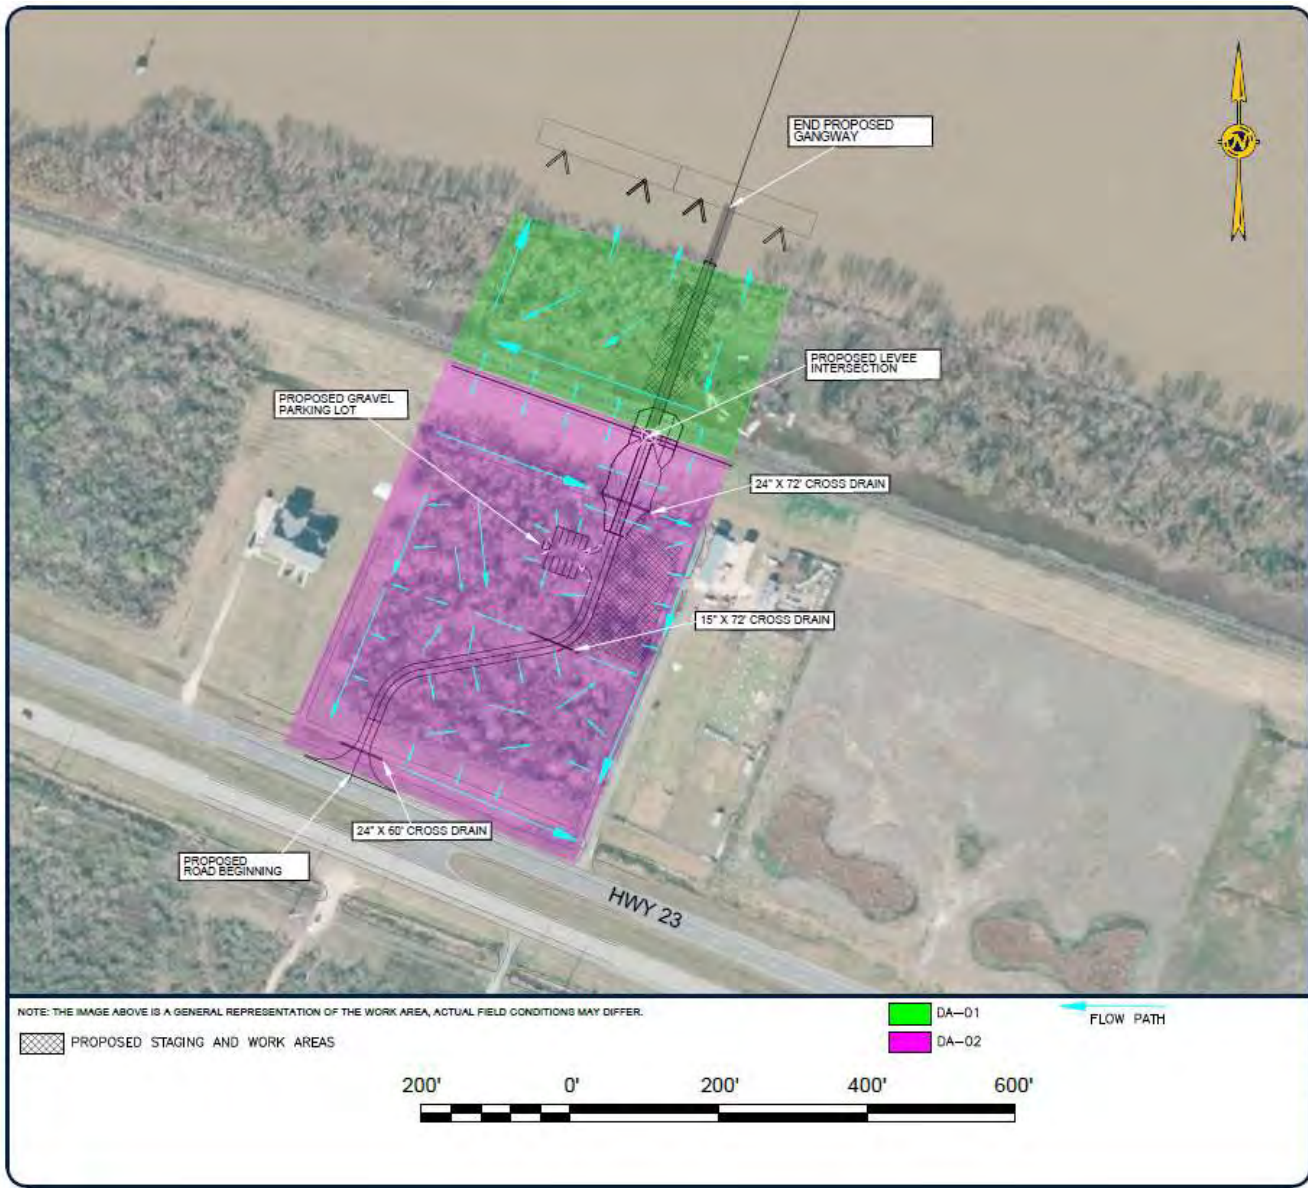 END PROPOSED
GANGWAY
N
PROPOSED LEVEE
INTERSECTION
PROPOSED GRAVEL
PARKING LOT
24" X 72' CROSS DRAIN
15" X 72' CROSS DRAIN
24" X 60' CROSS DRAIN
PROPOSED
ROAD BEGINNING
HWY 23
NOTE: THE IMAGE ABOVE IS A GENERAL REPRESENTATION OF THE WORK AREA, ACTUAL FIELD CONDITIONS MAY DIFFER.
PROPOSED STAGING AND WORK AREAS
DA-01
DA-02
FLOW PATH
200' 0' 200' 400' 600'